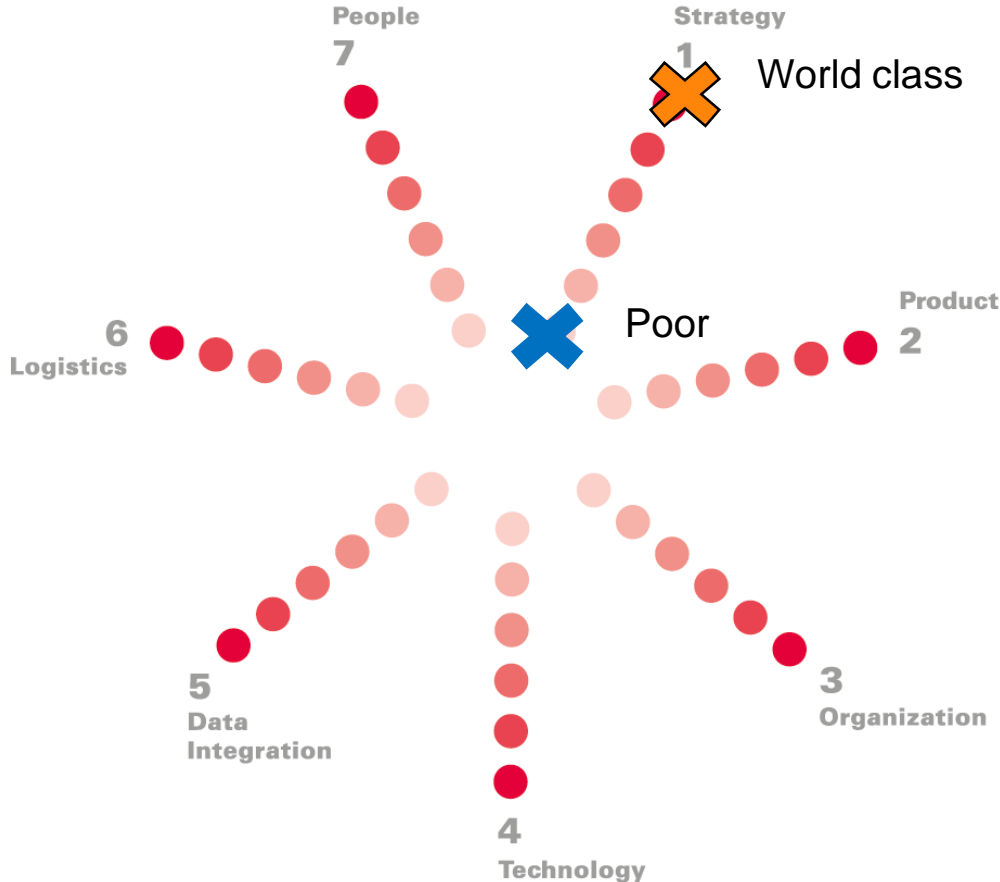 People
7
Strategy
1
World class
Product
2
Poor
6
Logistics
5
Data
Integration
3
Organization
4
Technology